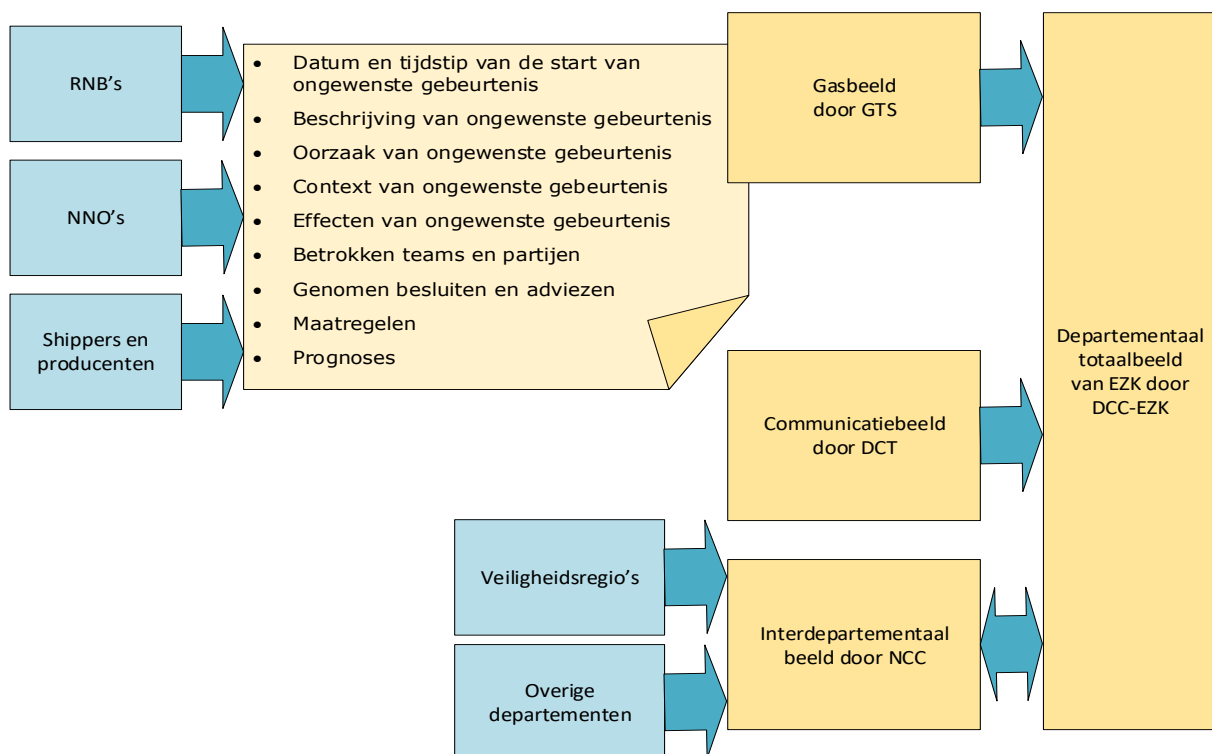 RNB's
NNO's
Shippers en
producenten
• Datum en tijdstip van de start van
ongewenste gebeurtenis
• Beschrijving van ongewenste gebeurtenis
• Oorzaak van ongewenste gebeurtenis
• Context van ongewenste gebeurtenis
• Effecten van ongewenste gebeurtenis
• Betrokken teams en partijen
• Genomen besluiten en adviezen
• Maatregelen
• Prognoses
Gasbeeld
door GTS
Communicatiebeeld
door DCT
Veiligheidsregio's
Overige
departementen
Interdepartementaal
beeld door NCC
Departementaal
totaalbeeld
van EZK door
DCC-EZK